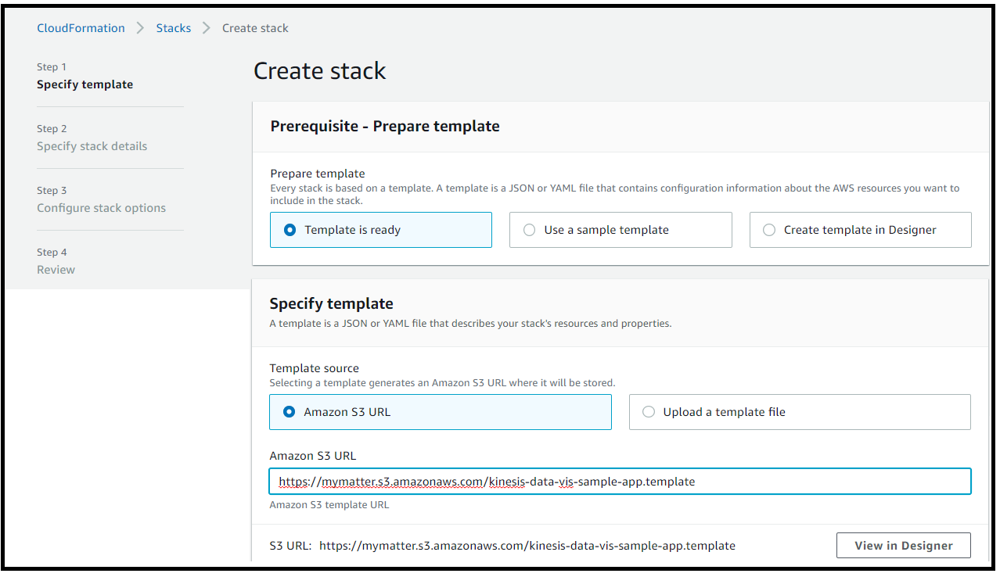 CloudFormation > Stacks > Create stack
Step 1
Specify template
Step 2
Specify stack details
Step 3
Configure stack options
Step 4
Review
Create stack
Prerequisite - Prepare template
Prepare template
Every stack is based on a template. A template is a JSON or YAML file that contains configuration information about the AWS resources you want to
include in the stack.
Template is ready
Use a sample template
Create template in Designer
Specify template
A template is a JSON or YAML file that describes your stack's resources and properties.
Template source
Selecting a template generates an Amazon S3 URL where it will be stored.
Amazon S3 URL
Upload a template file
Amazon S3 URL
https://mymatter.s3.amazonaws.com/kinesis-data-vis-sample-app.template
Amazon S3 template URL
S3 URL: https://mymatter.s3.amazonaws.com/kinesis-data-vis-sample-app.template
View in Designer